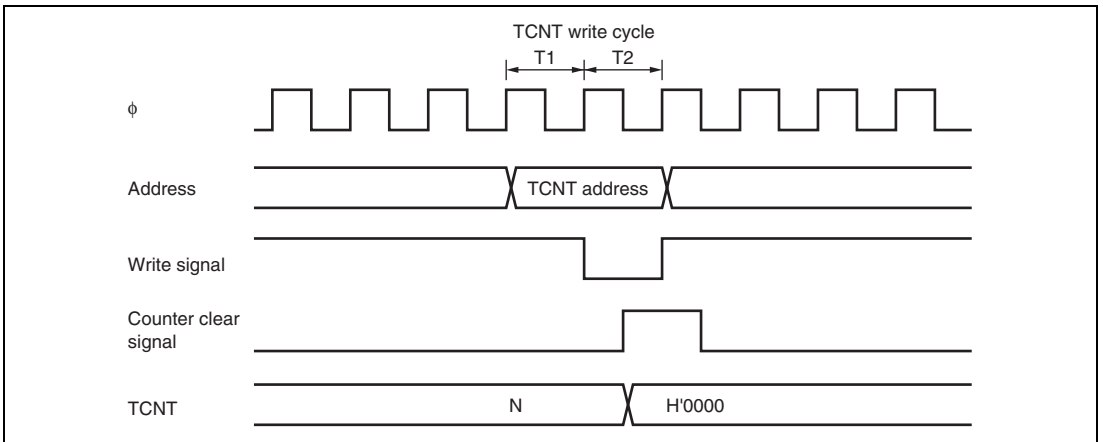 TCNT write cycle
T1 T2
ϕ
Address
TCNT address
Write signal
Counter clear
signal
TCNT
N
H'0000